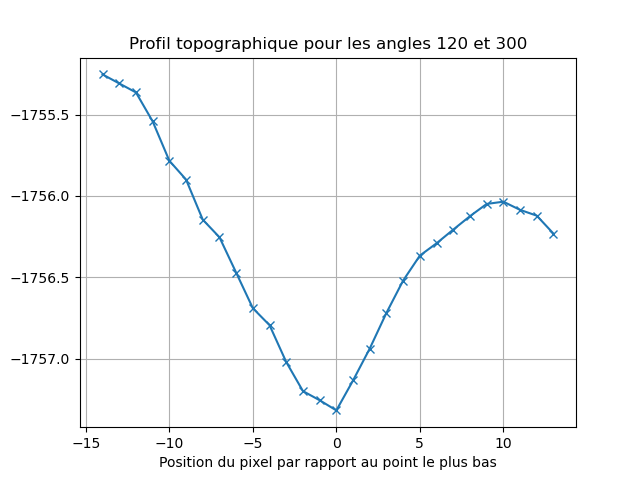 Profil topographique pour les angles 120 et 300
−1755.5
−1756.0
−1756.5
−1757.0
−15 −10 −5 0 5 10
Position du pixel par rapport au point le plus bas